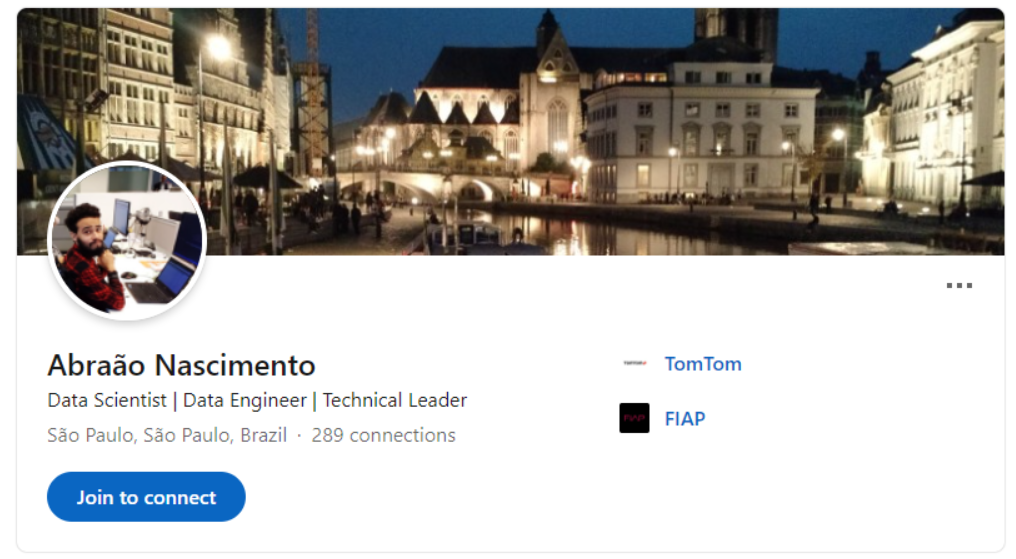 Abraão Nascimento
Data Scientist | Data Engineer | Technical Leader
São Paulo, São Paulo, Brazil · 289 connections
Join to connect
TomTom
FIAP
FIAP